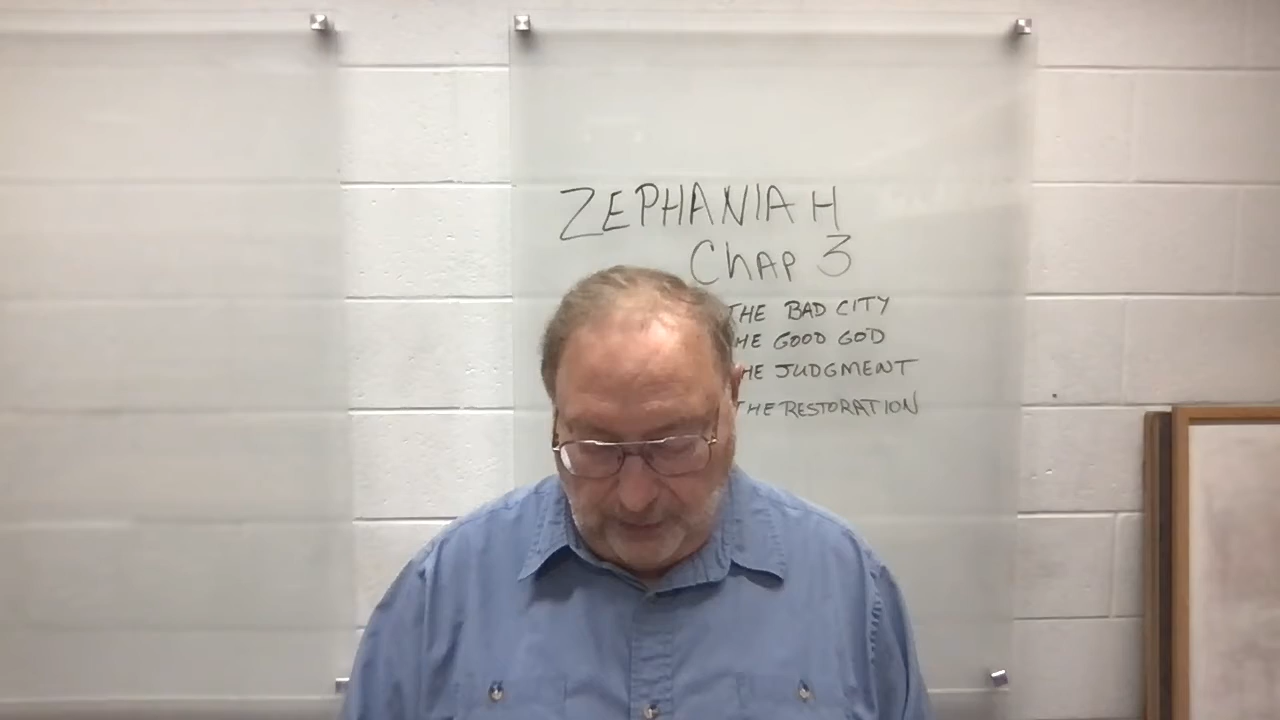 ZEPHANIAH
Chap 3
THE BAD CITY
HE GOOD GOD
HE JUDGMENT
THE RESTORATION